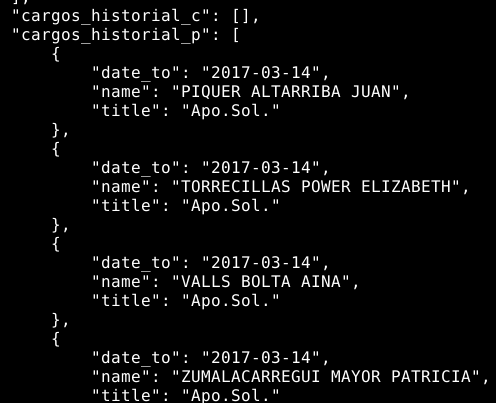 ],
"cargos_historial_c": [],
"cargos_historial_p": [
{
"date_to": "2017-03-14",
"name": "PIQUER ALTARRIBA JUAN",
"title": "Apo.Sol."
},
{
"date_to": "2017-03-14",
"name": "TORRECILLAS POWER ELIZABETH",
"title": "Apo.Sol."
},
{
"date_to": "2017-03-14",
"name": "VALLS BOLTA AINA",
"title": "Apo.Sol."
},
{
"date_to": "2017-03-14",
"name": "ZUMALACARREGUI MAYOR PATRICIA",
"title": "Apo.Sol."